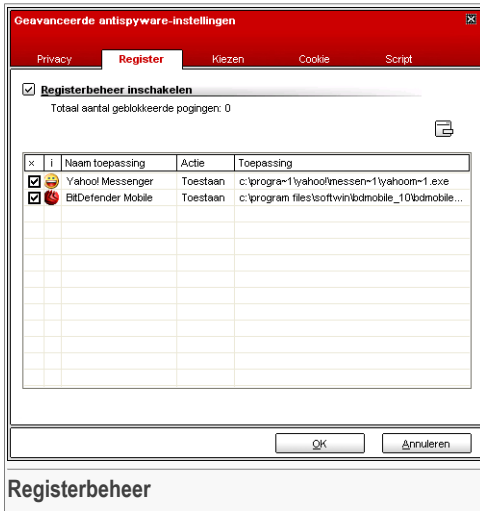 Geavanceerde antispyware-instellingen
Privacy Register Kiezen Cookie Script
Registerbeheer inschakelen
Totaal aantal geblokkeerde pogingen: 0
× i Naam toepassing Actie Toepassing
Yahoo! Messenger Toestaan c:\progra~1\yahoo!\messen~1\yahoom~1.exe
BitDefender Mobile Toestaan c:\program files\softwin\bdmobile_10\bdmobile...
OK Annuleren
Registerbeheer